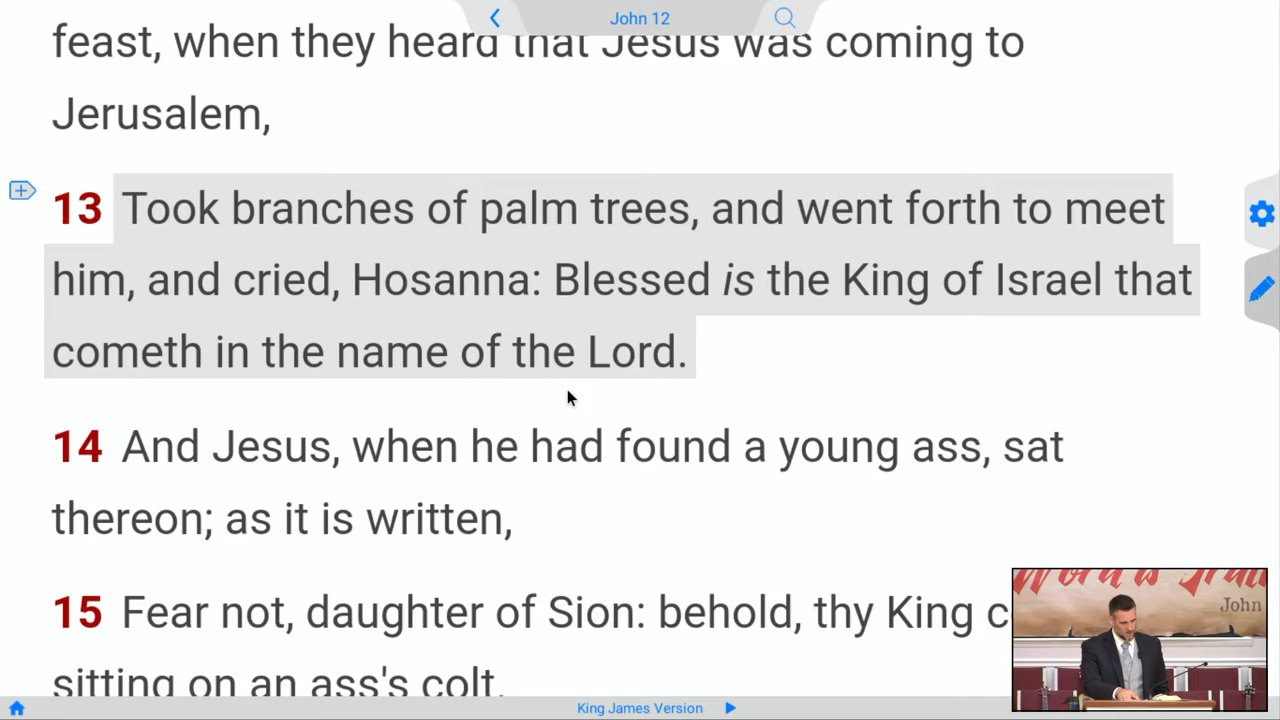 John 12
feast, when they heard that Jesus was coming to
Jerusalem,
13 Took branches of palm trees, and went forth to meet
him, and cried, Hosanna: Blessed is the King of Israel that
cometh in the name of the Lord.
14 And Jesus, when he had found a young ass, sat
thereon; as it is written,
15 Fear not, daughter of Sion: behold, thy King c
sitting on an ass's colt.
Word is Trut
John
King James Version